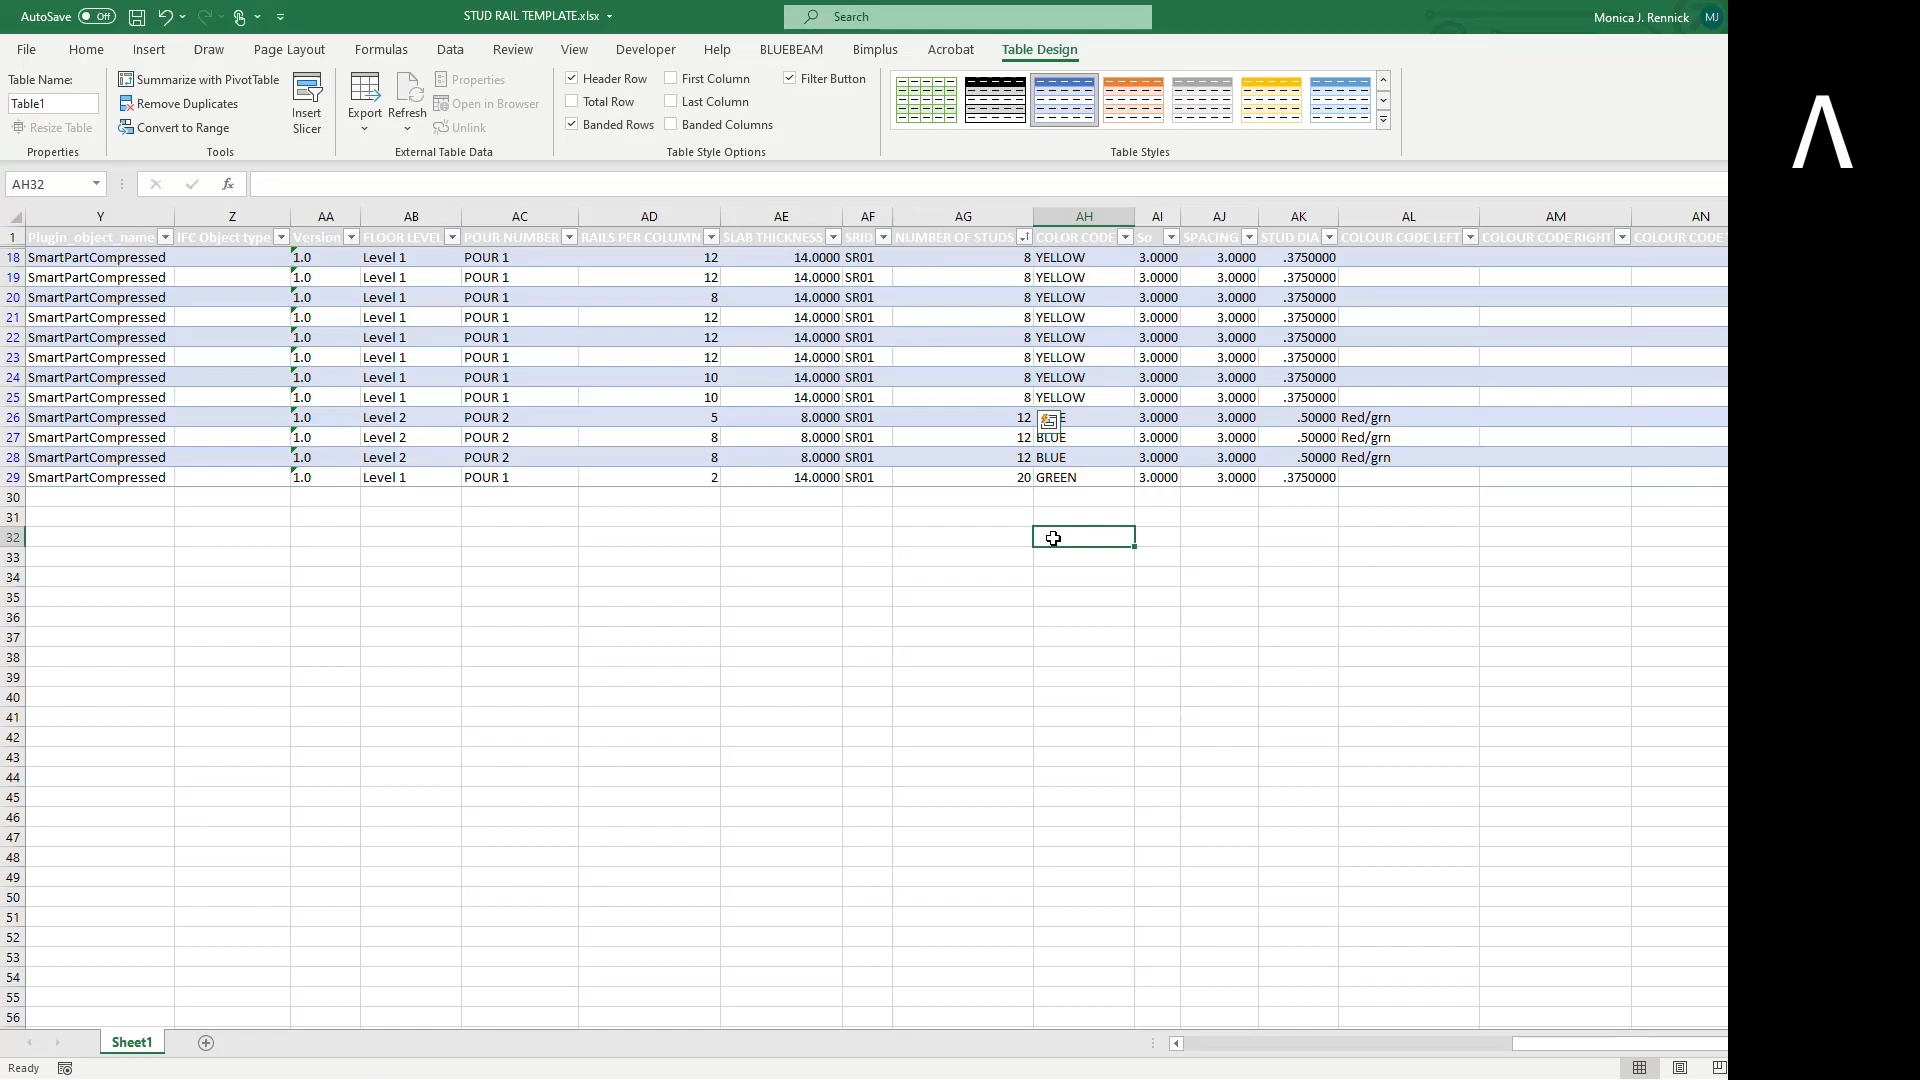 AutoSave Off STUD RAIL TEMPLATE.xlsx Search Monica J. Rennick MJ
File Home Insert Draw Page Layout Formulas Data Review View Developer Help BLUEBEAM Bimplus Acrobat Table Design
Table Name:
Table1
Resize Table
Properties
Summarize with PivotTable
Remove Duplicates
Convert to Range
Insert
Slicer
Tools
Export
Refresh
Properties
Open in Browser
Unlink
External Table Data
Header Row First Column Filter Button
Total Row Last Column
Banded Rows Banded Columns
Table Style Options
Table Styles
AH32 fx
Y Z AA AB AC AD AE AF AG AH AI AJ AK AL AM AN
1 Plugin_object_name IFC Object type Version FLOOR LEVEL POUR NUMBER RAILS PER COLUMN SLAB THICKNESS SRID NUMBER OF STUDS COLOR CODE So SPACING STUD DIA COLOUR CODE LEFT COLOUR CODE RIGHT COLOUR CODE
18 SmartPartCompressed 1.0 Level 1 POUR 1 12 14.0000 SR01 8 YELLOW 3.0000 3.0000 .3750000
19 SmartPartCompressed 1.0 Level 1 POUR 1 12 14.0000 SR01 8 YELLOW 3.0000 3.0000 .3750000
20 SmartPartCompressed 1.0 Level 1 POUR 1 8 14.0000 SR01 8 YELLOW 3.0000 3.0000 .3750000
21 SmartPartCompressed 1.0 Level 1 POUR 1 12 14.0000 SR01 8 YELLOW 3.0000 3.0000 .3750000
22 SmartPartCompressed 1.0 Level 1 POUR 1 12 14.0000 SR01 8 YELLOW 3.0000 3.0000 .3750000
23 SmartPartCompressed 1.0 Level 1 POUR 1 12 14.0000 SR01 8 YELLOW 3.0000 3.0000 .3750000
24 SmartPartCompressed 1.0 Level 1 POUR 1 10 14.0000 SR01 8 YELLOW 3.0000 3.0000 .3750000
25 SmartPartCompressed 1.0 Level 1 POUR 1 10 14.0000 SR01 8 YELLOW 3.0000 3.0000 .3750000
26 SmartPartCompressed 1.0 Level 2 POUR 2 5 8.0000 SR01 12 3.0000 3.0000 .50000 Red/grn
27 SmartPartCompressed 1.0 Level 2 POUR 2 8 8.0000 SR01 12 BLUE 3.0000 3.0000 .50000 Red/grn
28 SmartPartCompressed 1.0 Level 2 POUR 2 8 8.0000 SR01 12 BLUE 3.0000 3.0000 .50000 Red/grn
29 SmartPartCompressed 1.0 Level 1 POUR 1 2 14.0000 SR01 20 GREEN 3.0000 3.0000 .3750000
30
31
32
33
34
35
36
37
38
39
40
41
42
43
44
45
46
47
48
49
50
51
52
53
54
55
56
Sheet1
Ready